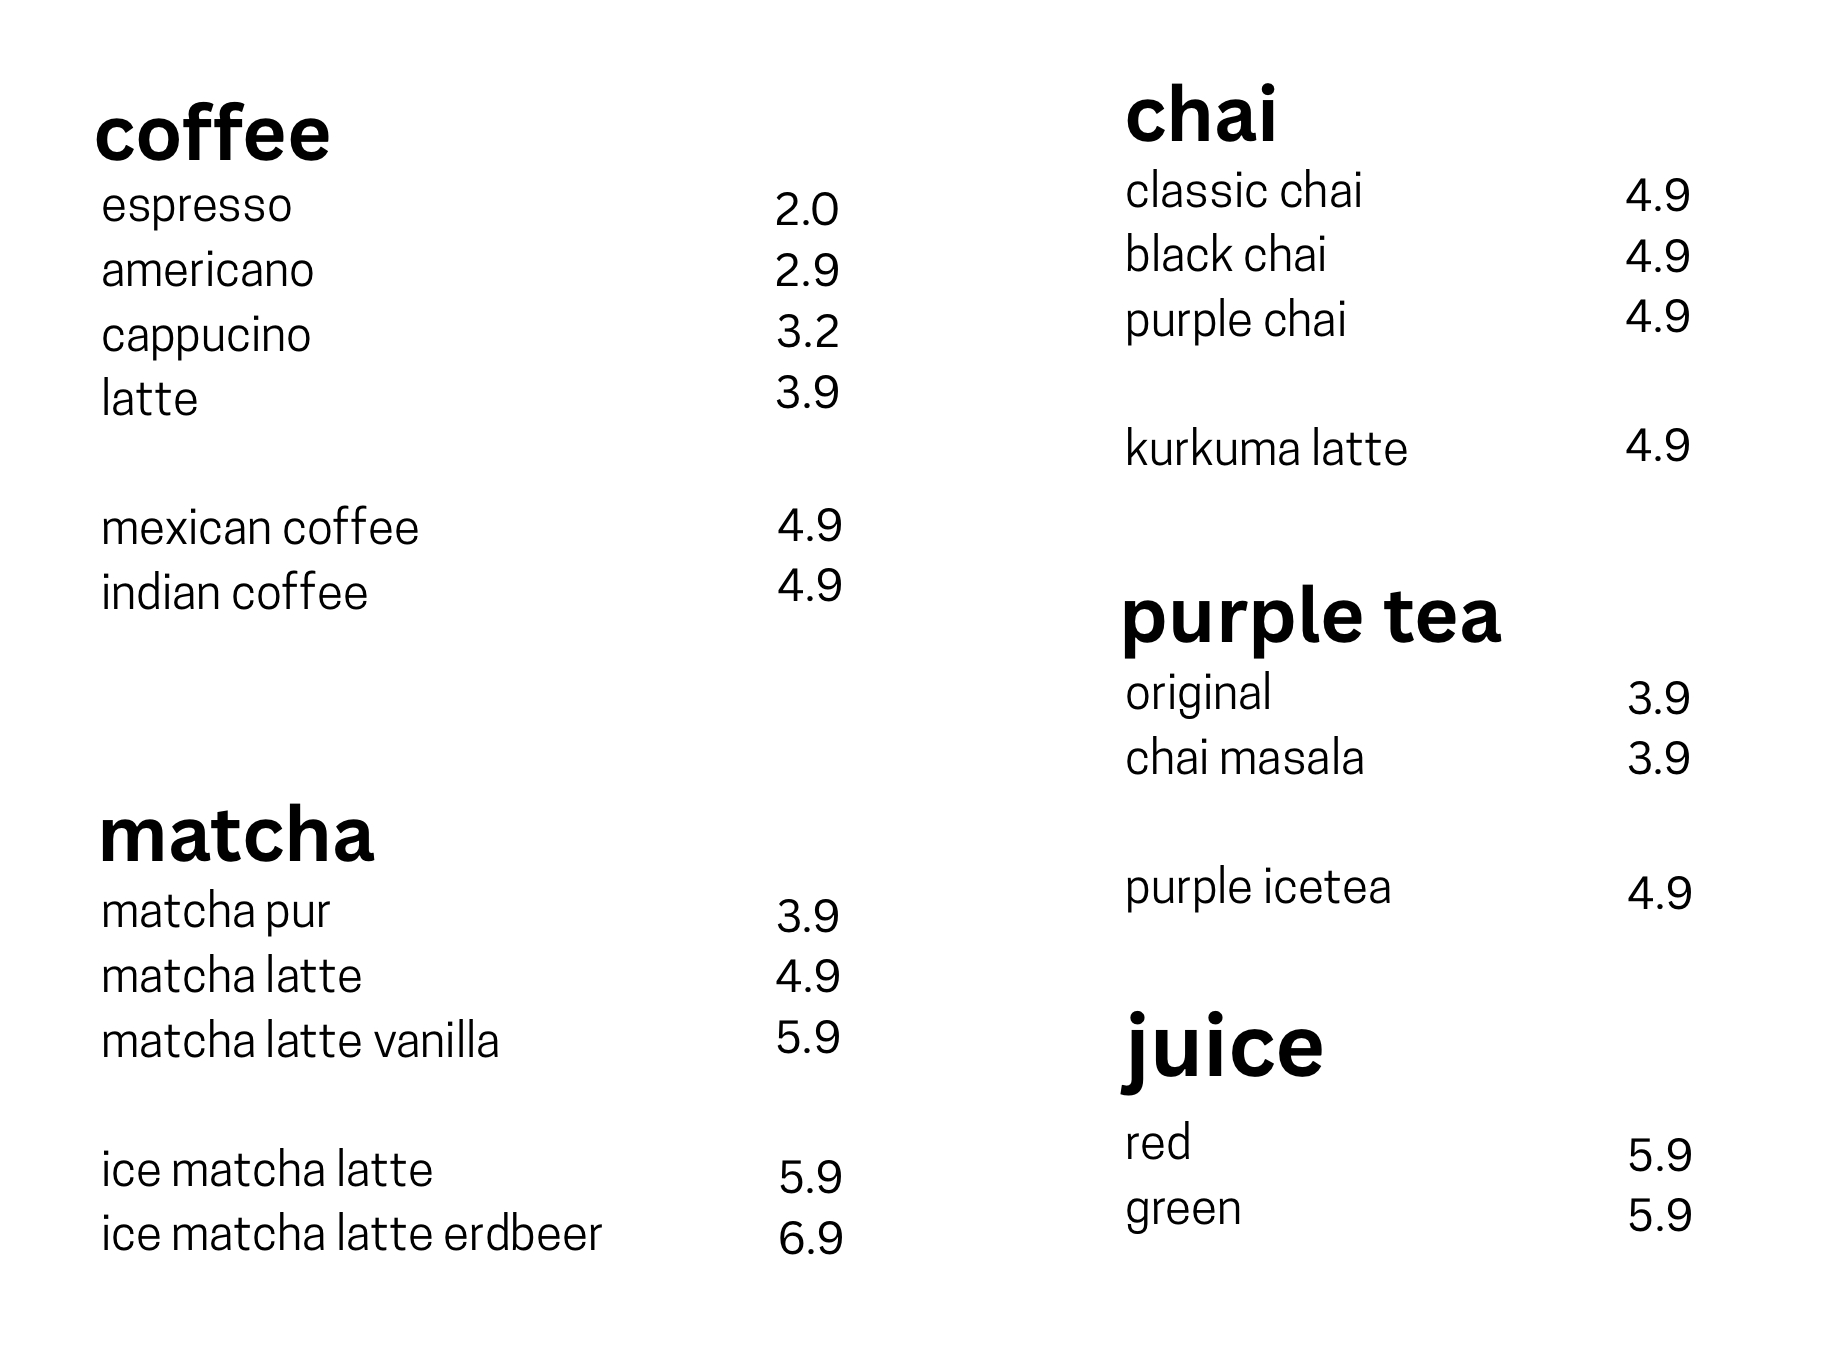 coffee
espresso 2.0
americano 2.9
cappucino 3.2
latte 3.9
mexican coffee 4.9
indian coffee 4.9
matcha
matcha pur 3.9
matcha latte 4.9
matcha latte vanilla 5.9
ice matcha latte 5.9
ice matcha latte erdbeer 6.9
chai
classic chai 4.9
black chai 4.9
purple chai 4.9
kurkuma latte 4.9
purple tea
original 3.9
chai masala 3.9
purple icetea 4.9
juice
red 5.9
green 5.9